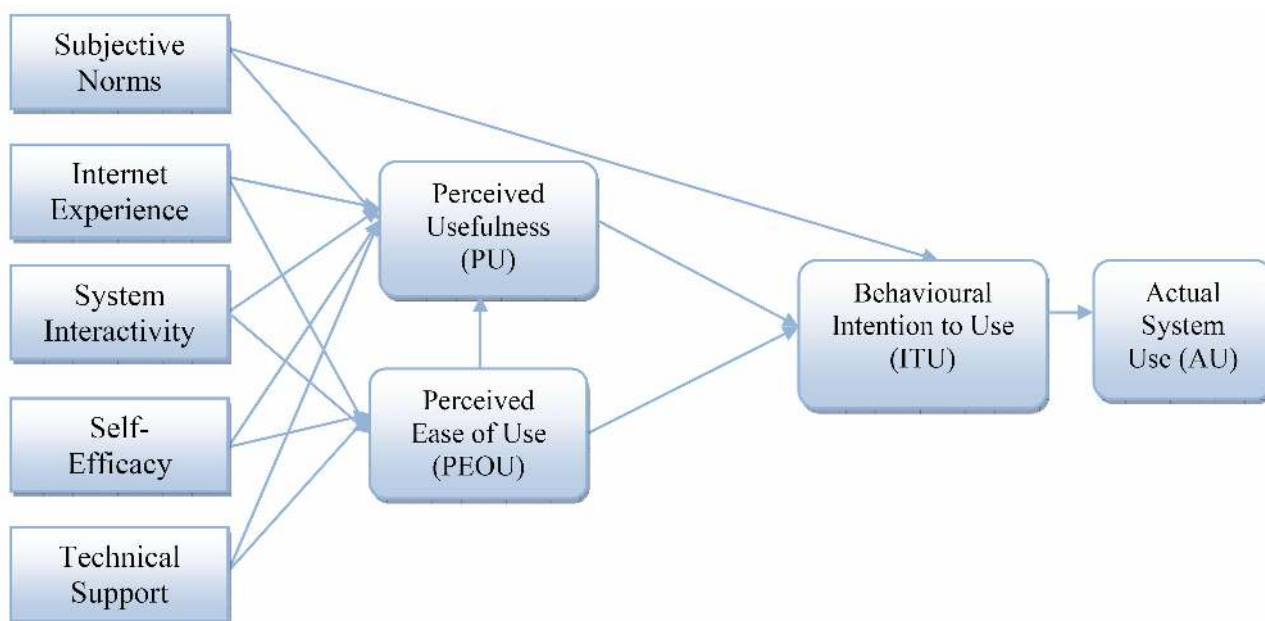 Subjective
Norms
Internet
Experience
System
Interactivity
Self-
Efficacy
Technical
Support
Perceived
Usefulness
(PU)
Perceived
Ease of Use
(PEOU)
Behavioural
Intention to Use
(ITU)
Actual
System
Use (AU)